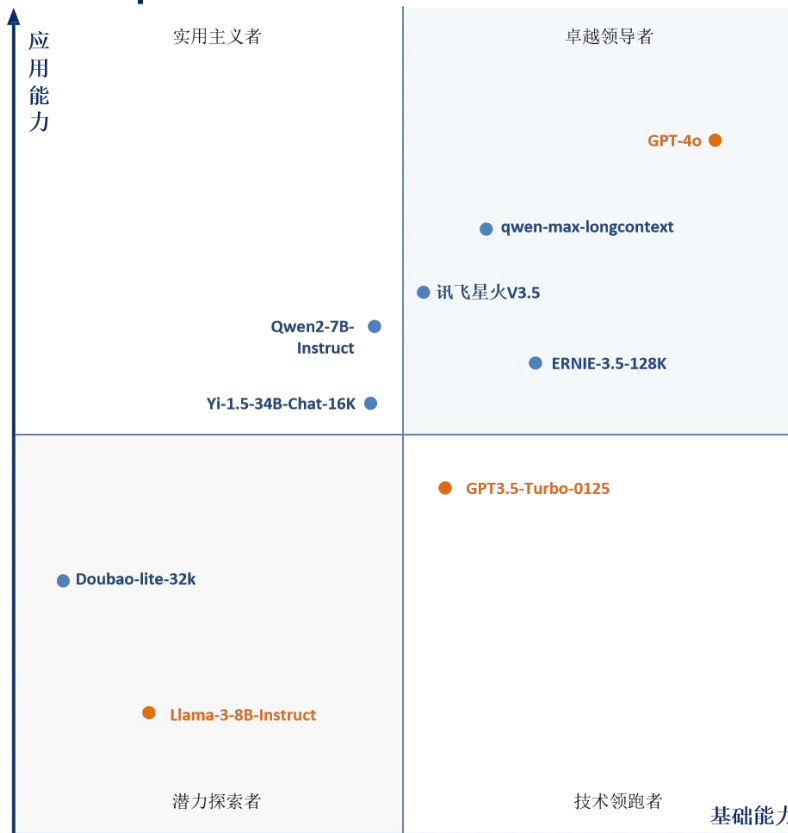 应用能力
实用主义者
卓越领导者
GPT-4o
qwen-max-longcontext
讯飞星火V3.5
Qwen2-7B-
Instruct
ERNIE-3.5-128K
Yi-1.5-34B-Chat-16K
GPT3.5-Turbo-0125
Doubao-lite-32k
Llama-3-8B-Instruct
潜力探索者
技术领跑者
基础能力